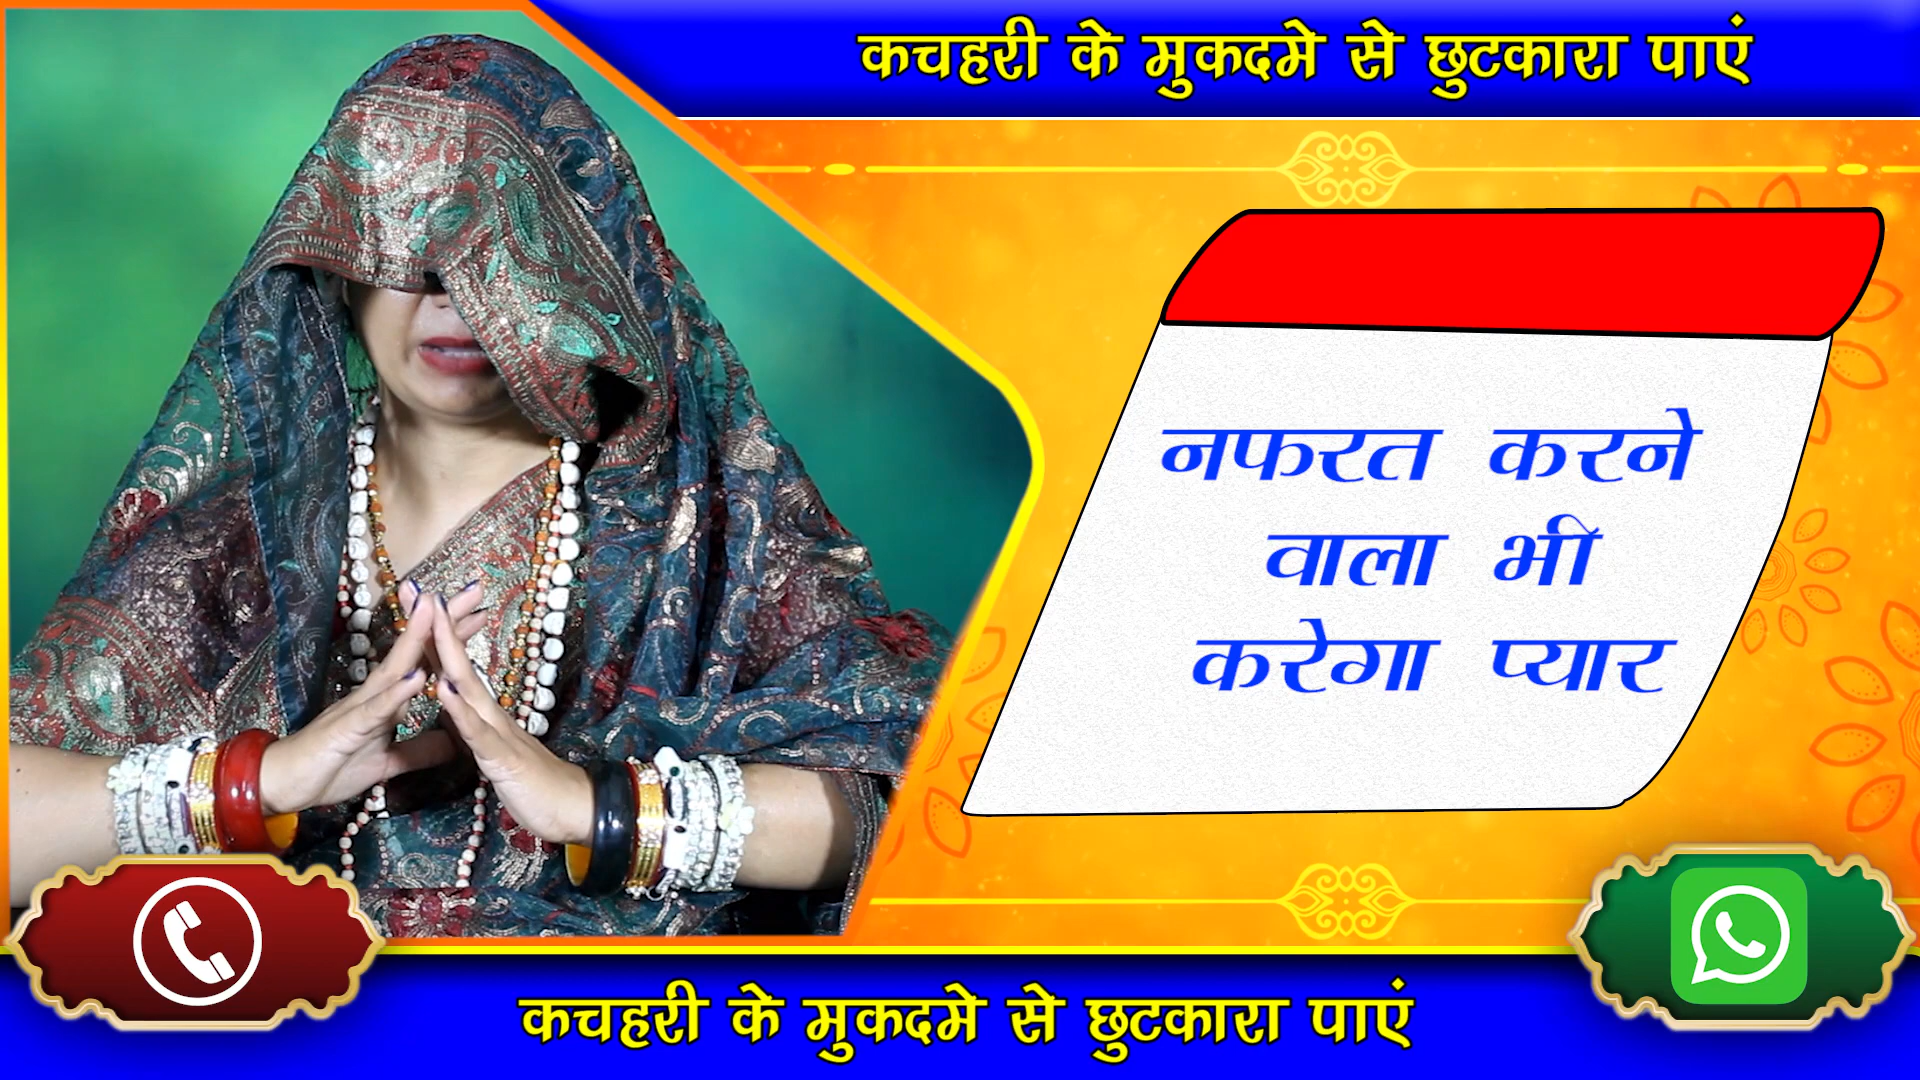 कचहरी के मुकदमे से छुटकारा पाएं
नफरत करने
वाला भी
करेगा प्यार
कचहरी के मुकदमे से छुटकारा पाएं